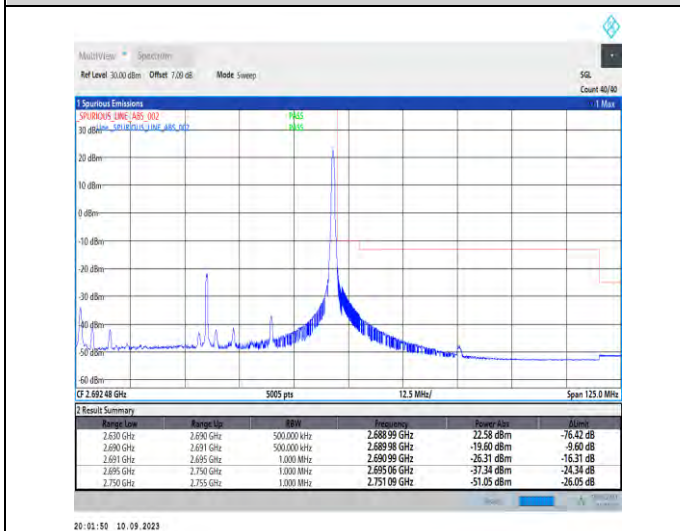 MultiView Spectrum
Ref Level 30.00 dBm Offset 7.00 dB Mode Sweep SGL
Count 40/40
1 Spurious Emissions 1 Max
_SPURIOUS_LINE_ABS_002 PASS
Line _SPURIOUS_LINE_ABS_002 PASS
30 dBm
20 dBm
10 dBm
0 dBm
-10 dBm
-20 dBm
-30 dBm
-40 dBm
-50 dBm
-60 dBm
CF 2.69248 GHz 5005 pts 12.5 MHz/ Span 125.0 MHz
2 Result Summary
Range Low Range Up RBW Frequency Power Abs ΔLimit
2.630 GHz 2.690 GHz 500.000 kHz 2.688 99 GHz 22.58 dBm -76.42 dB
2.690 GHz 2.691 GHz 500.000 kHz 2.689 98 GHz -19.60 dBm -9.60 dB
2.691 GHz 2.695 GHz 1.000 MHz 2.690 99 GHz -26.31 dBm -16.31 dB
2.695 GHz 2.750 GHz 1.000 MHz 2.695 06 GHz -37.34 dBm -24.34 dB
2.750 GHz 2.755 GHz 1.000 MHz 2.751 09 GHz -51.05 dBm -26.05 dB
20:01:50 10.09.2023